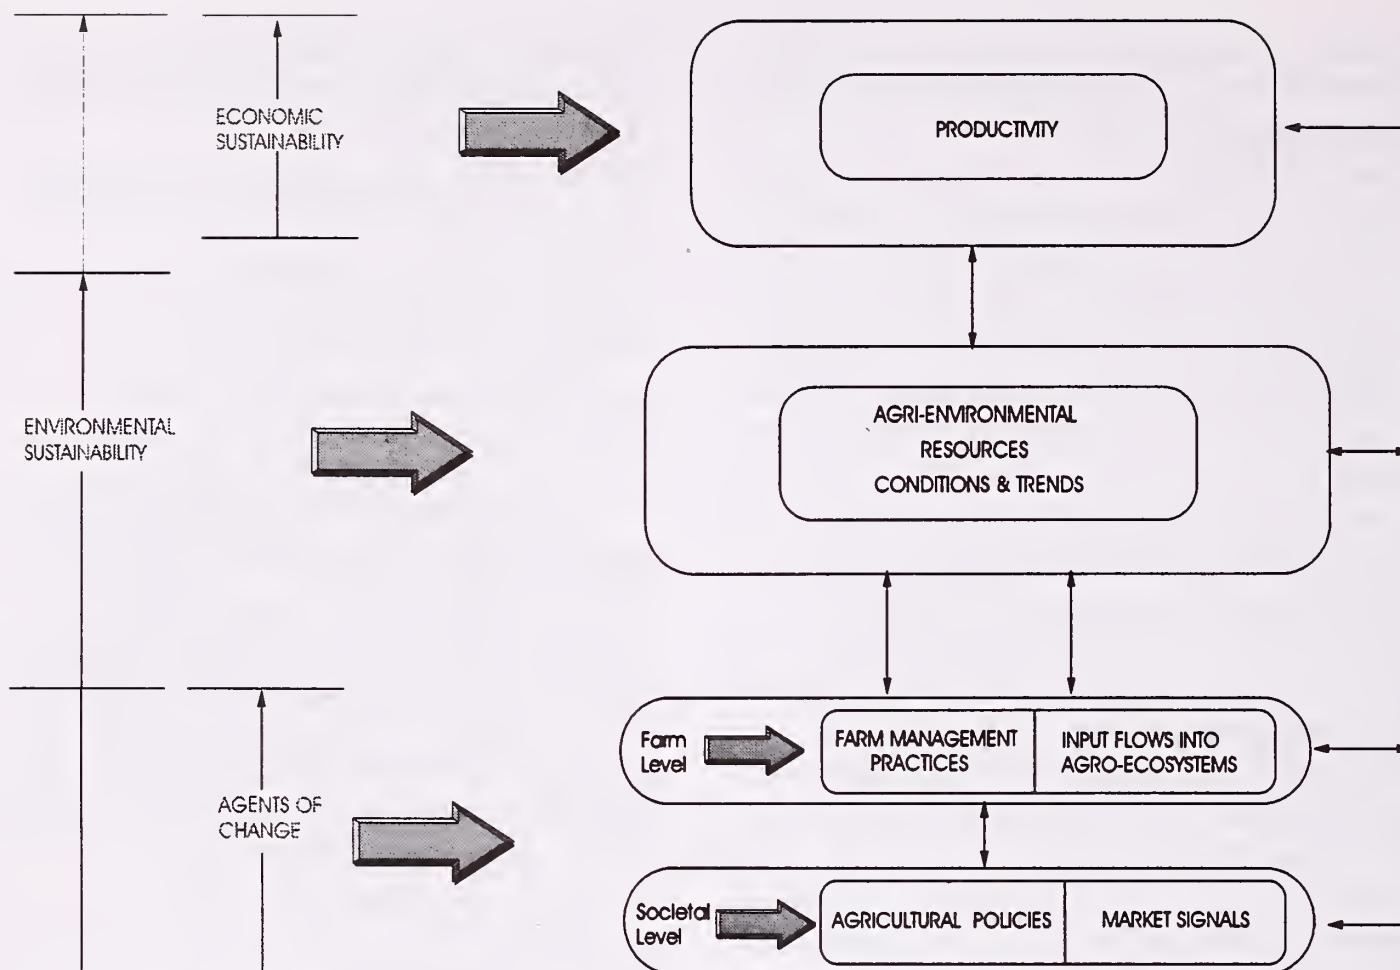 ECONOMIC
SUSTAINABILITY
PRODUCTIVITY
ENVIRONMENTAL
SUSTAINABILITY
AGRI-ENVIRONMENTAL
RESOURCES
CONDITIONS & TRENDS
AGENTS OF
CHANGE
Farm
Level
FARM MANAGEMENT
PRACTICES
INPUT FLOWS INTO
AGRO-ECOSYSTEMS
Societal
Level
AGRICULTURAL POLICIES
MARKET SIGNALS